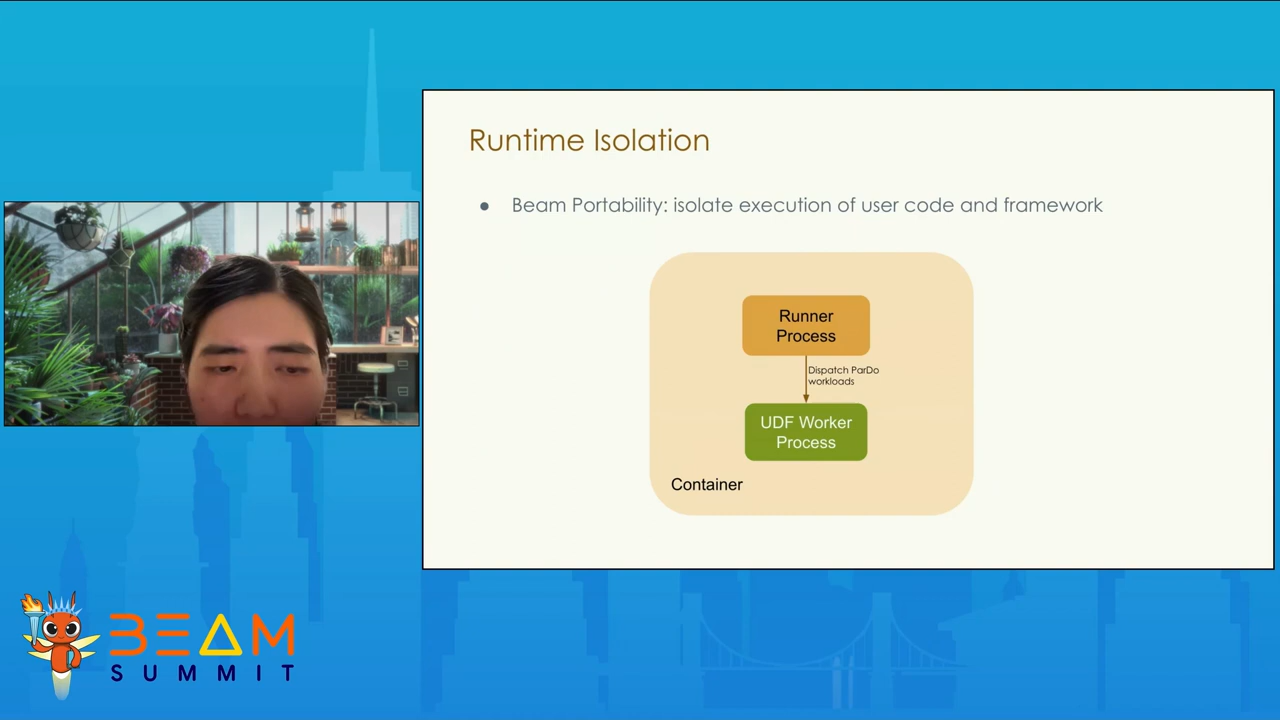 Runtime Isolation
● Beam Portability: isolate execution of user code and framework
Runner
Process
Dispatch ParDo
workloads
UDF Worker
Process
Container
BEAM
SUMMIT